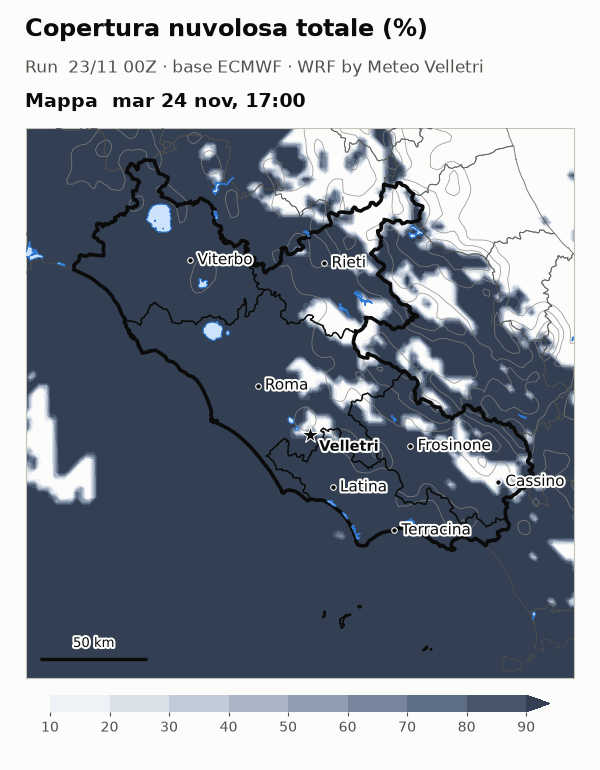 Copertura nuvolosa totale (%)
Run  23/11 00Z · base ECMWF · WRF by Meteo Velletri
Mappa  mar 24 nov, 17:00
Viterbo
Rieti
Roma
Velletri
Frosinone
Cassino
Latina
Terracina
50 km
10 20 30 40 50 60 70 80 90